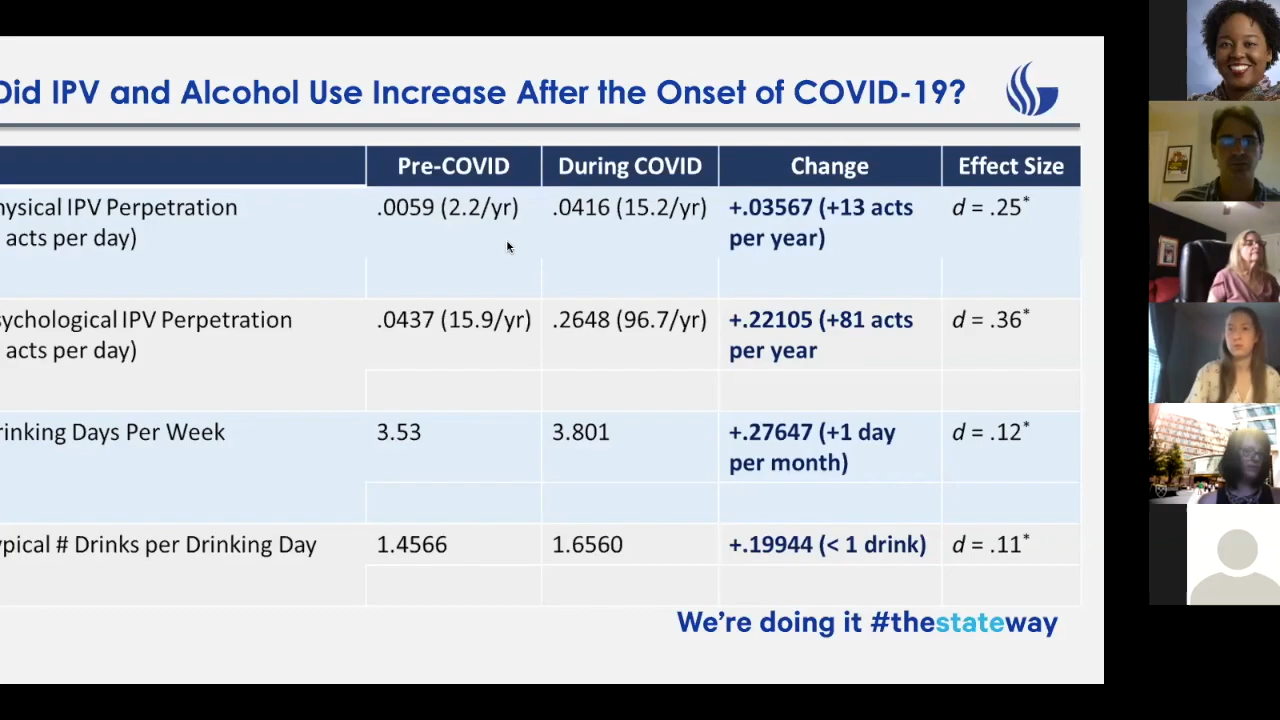 Did IPV and Alcohol Use Increase After the Onset of COVID-19?
Pre-COVID During COVID Change Effect Size
hysical IPV Perpetration .0059 (2.2/yr) .0416 (15.2/yr) +.03567 (+13 acts d = .25*
acts per day) per year)
sychological IPV Perpetration .0437 (15.9/yr) .2648 (96.7/yr) +.22105 (+81 acts d = .36*
acts per day) per year
rinking Days Per Week 3.53 3.801 +.27647 (+1 day d = .12*
per month)
ypical # Drinks per Drinking Day 1.4566 1.6560 +.19944 (< 1 drink) d = .11*
We're doing it #thestateway